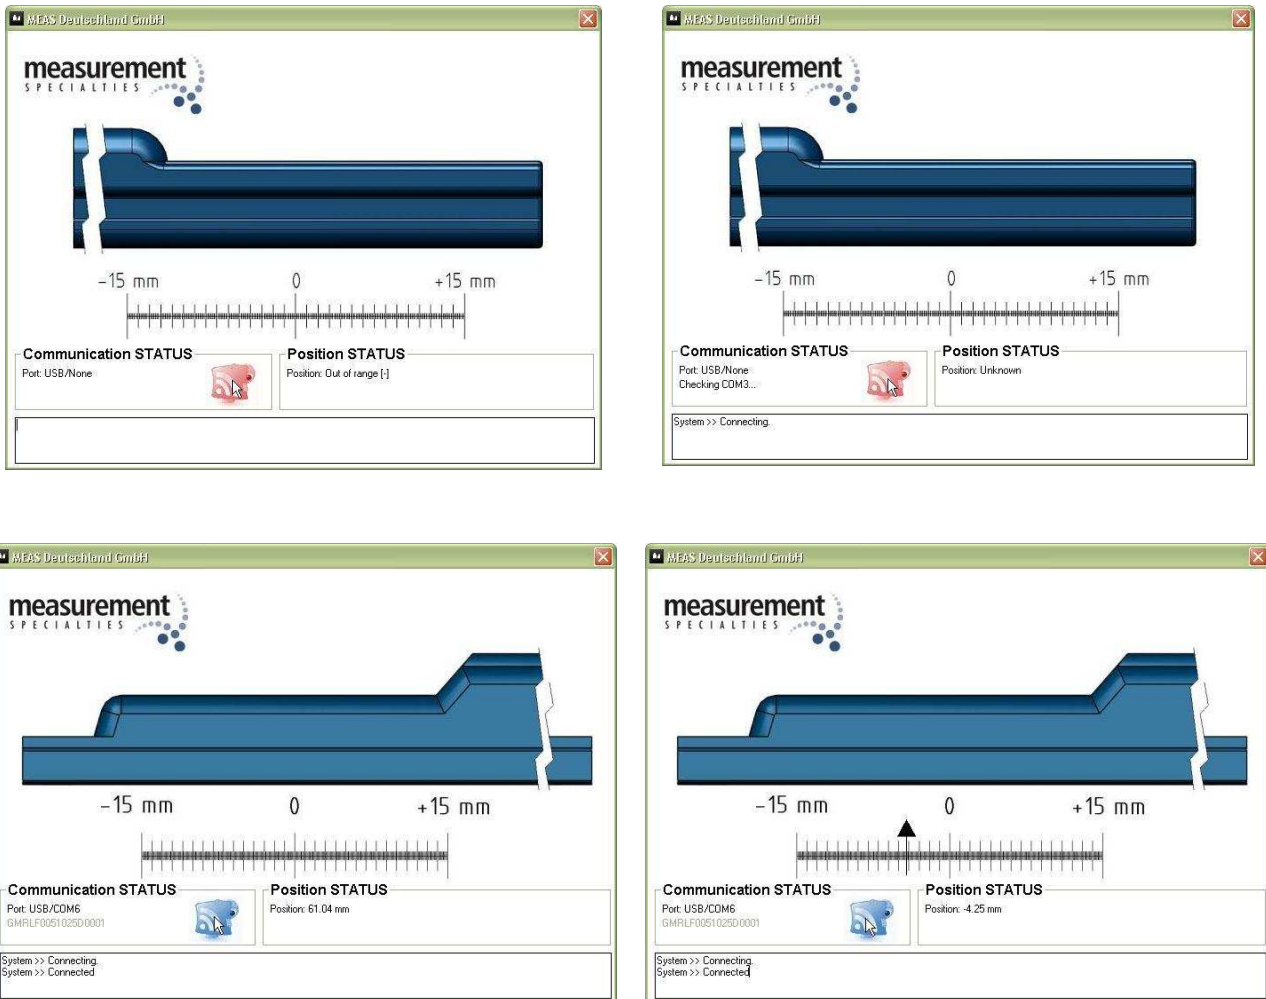 MEAS Deutschland GmbH
measurement
SPECIALTIES
-15 mm 0 +15 mm
Communication STATUS
Port: USB/None
Position STATUS
Position: Out of range [-]
MEAS Deutschland GmbH
measurement
SPECIALTIES
-15 mm 0 +15 mm
Communication STATUS
Port: USB/None
Checking COM3...
Position STATUS
Position: Unknown
System >> Connecting.
MEAS Deutschland GmbH
measurement
SPECIALTIES
-15 mm 0 +15 mm
Communication STATUS
Port: USB/COM6
GMRLF0051025D0001
Position STATUS
Position: 61.04 mm
System >> Connecting.
System >> Connected
MEAS Deutschland GmbH
measurement
SPECIALTIES
-15 mm 0 +15 mm
Communication STATUS
Port: USB/COM6
GMRLF0051025D0001
Position STATUS
Position: -4.25 mm
System >> Connecting.
System >> Connected